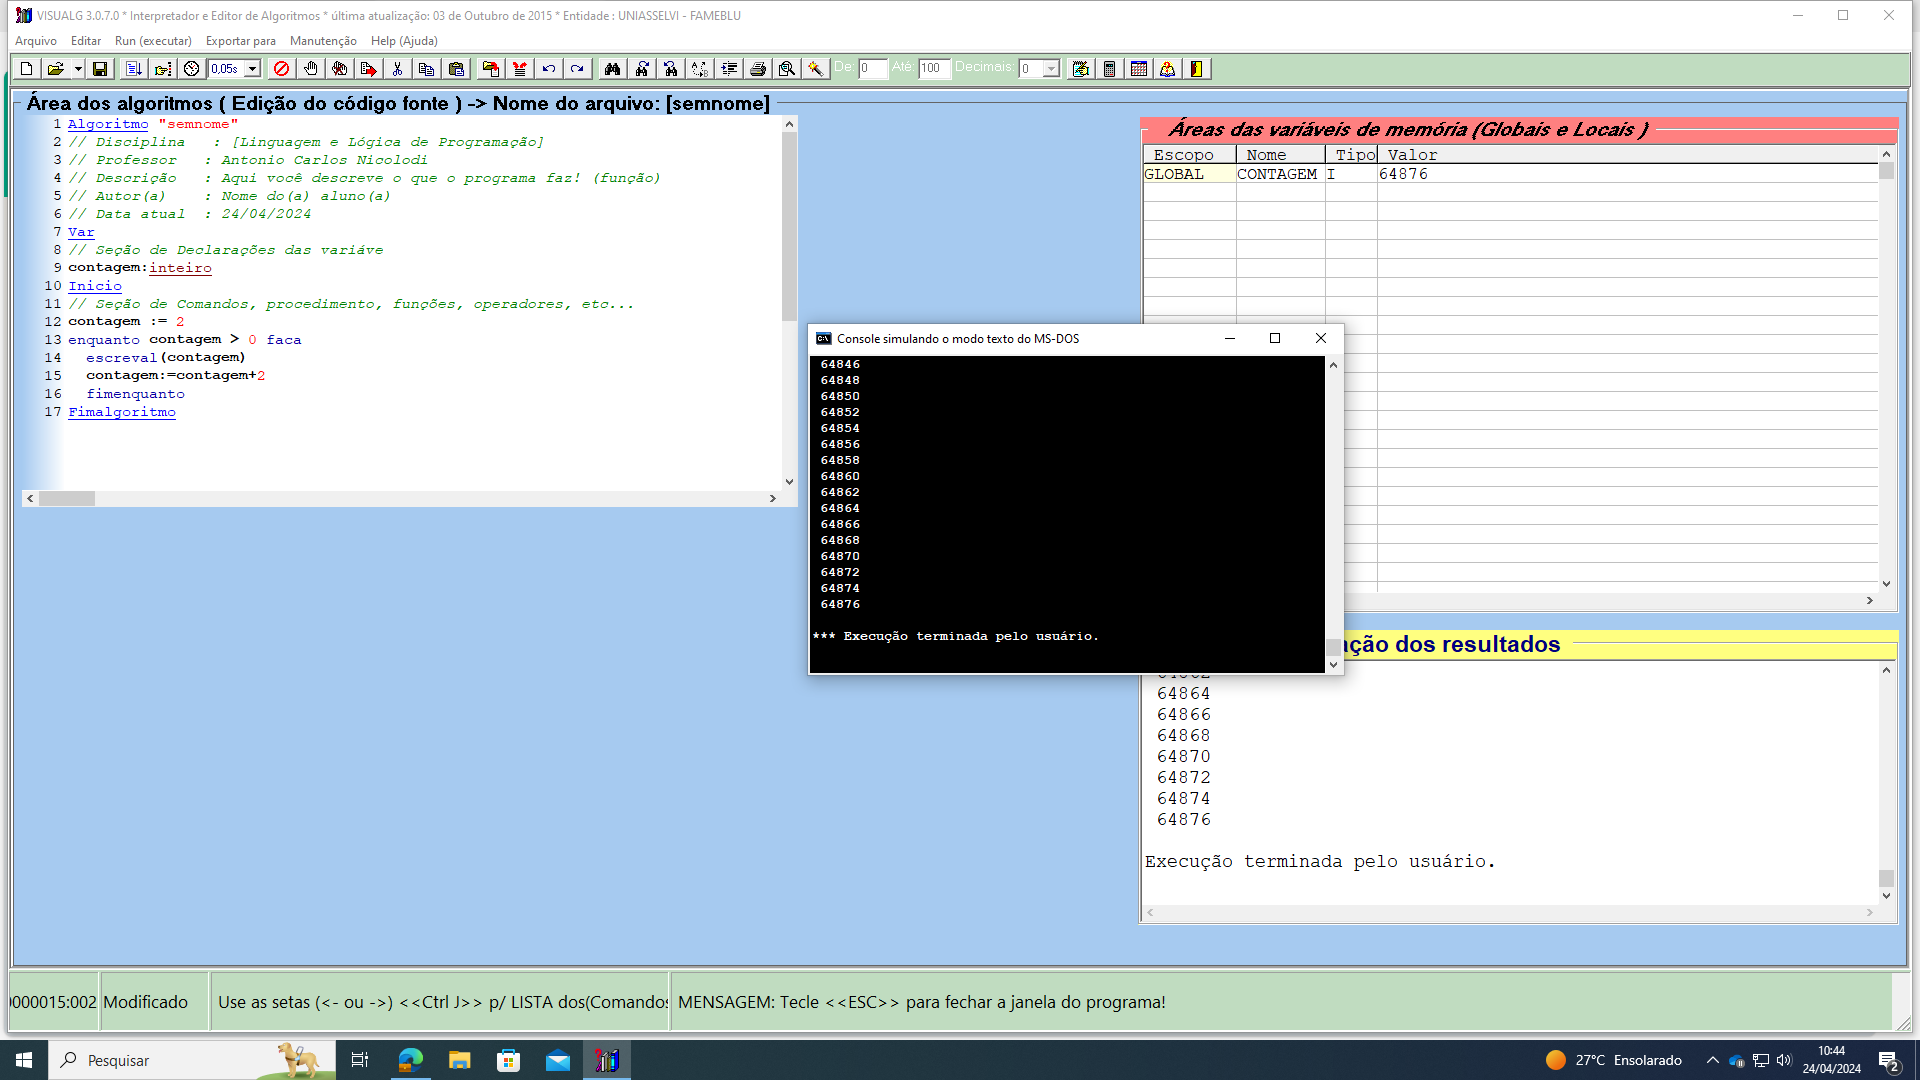 VISUALG 3.0.7.0 * Interpretador e Editor de Algoritmos * última atualização: 03 de Outubro de 2015 * Entidade : UNIASSELVI - FAMEBLU
Arquivo Editar Run (executar) Exportar para Manutenção Help (Ajuda)
0,05s De: 0 Até: 100 Decimais: 0
Área dos algoritmos ( Edição do código fonte ) -> Nome do arquivo: [semnome]
1 Algoritmo "semnome"
2 // Disciplina : [Linguagem e Lógica de Programação]
3 // Professor : Antonio Carlos Nicolodi
4 // Descrição : Aqui você descreve o que o programa faz! (função)
5 // Autor(a) : Nome do(a) aluno(a)
6 // Data atual : 24/04/2024
7 Var
8 // Seção de Declarações das variáve
9 contagem:inteiro
10 Inicio
11 // Seção de Comandos, procedimento, funções, operadores, etc...
12 contagem := 2
13 enquanto contagem > 0 faca
14 escreval(contagem)
15 contagem:=contagem+2
16 fimenquanto
17 Fimalgoritmo
Áreas das variáveis de memória (Globais e Locais )
Escopo Nome Tipo Valor
GLOBAL CONTAGEM I 64876
Console simulando o modo texto do MS-DOS
64846
64848
64850
64852
64854
64856
64858
64860
64862
64864
64866
64868
64870
64872
64874
64876
*** Execução terminada pelo usuário.
ação dos resultados
64864
64866
64868
64870
64872
64874
64876
Execução terminada pelo usuário.
000015:002 Modificado Use as setas (<- ou ->) <<Ctrl J>> p/ LISTA dos(Comandos MENSAGEM: Tecle <<ESC>> para fechar a janela do programa!
Pesquisar
27°C Ensolarado
10:44
24/04/2024
2